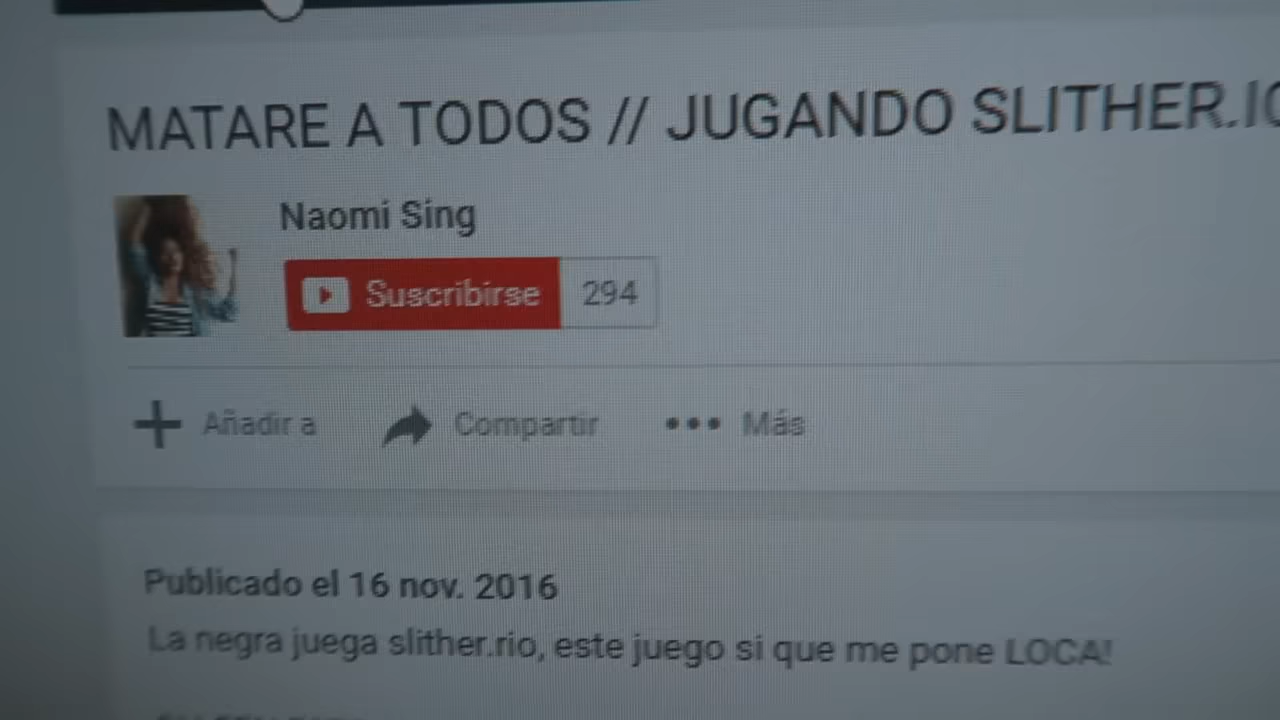 MATARE A TODOS // JUGANDO SLITHER.IO
Naomi Sing
Suscribirse 294
Añadir a Compartir Más
Publicado el 16 nov. 2016
La negra juega slither.rio, este juego si que me pone LOCA!